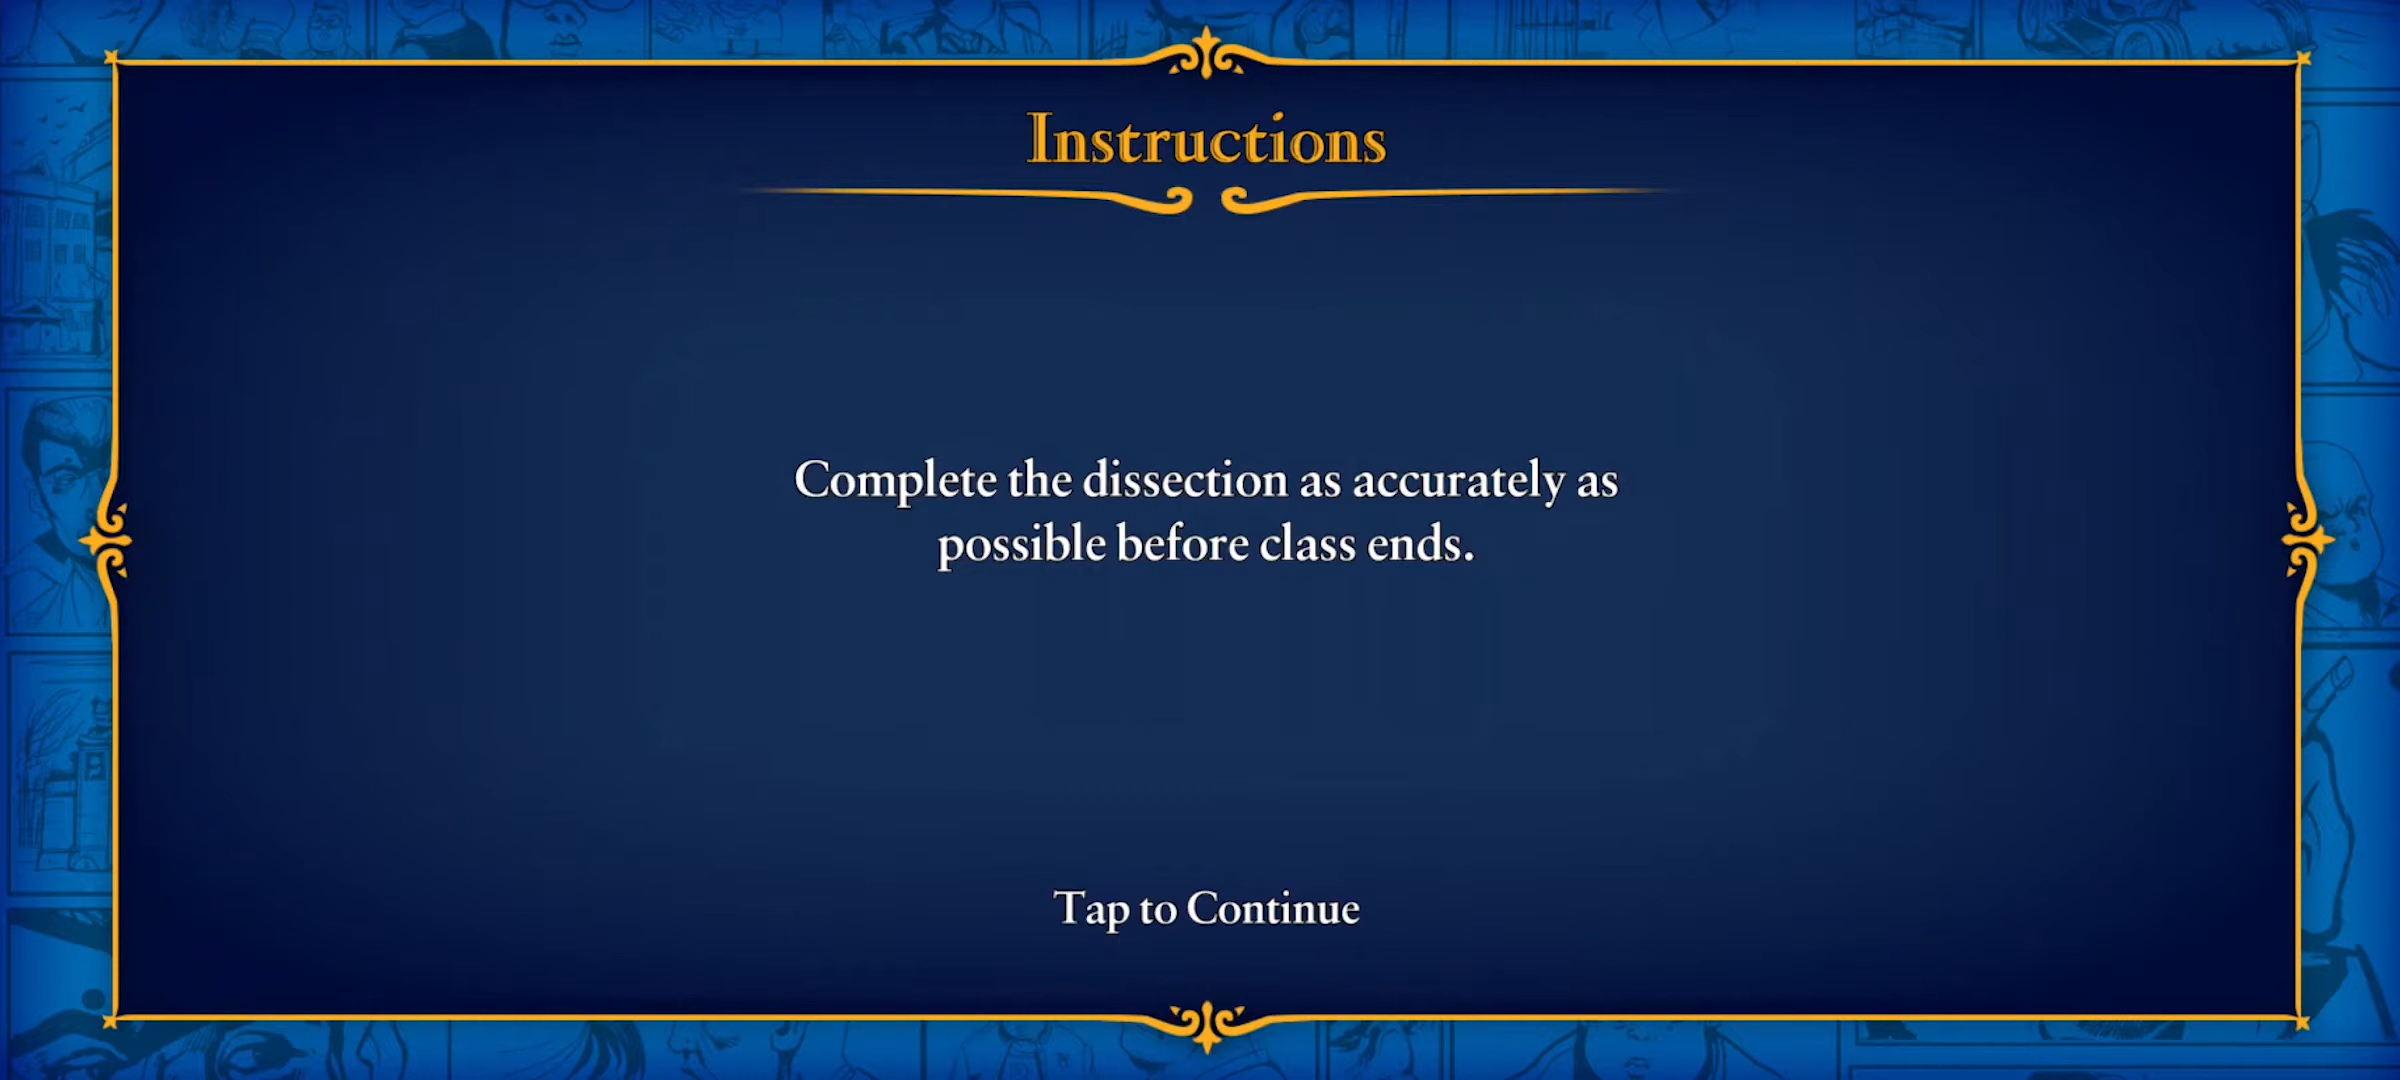 Instructions
Complete the dissection as accurately as
possible before class ends.
Tap to Continue